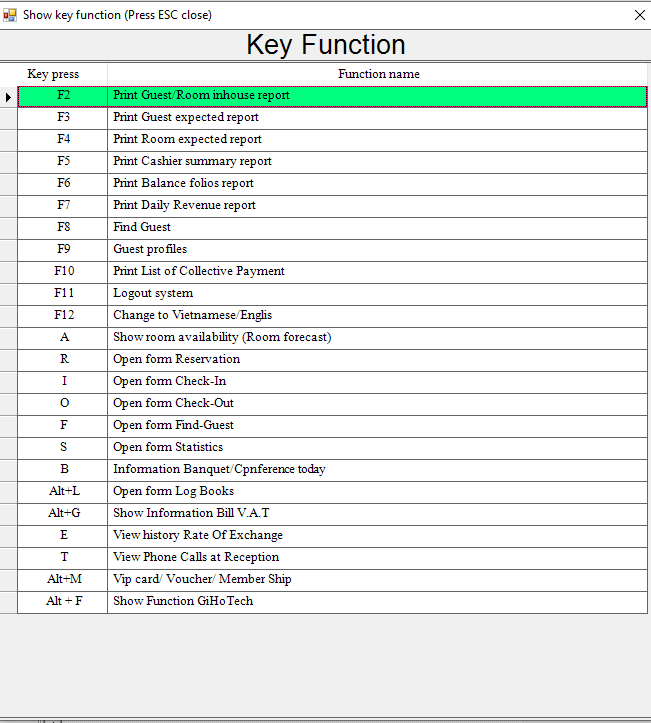 Show key function (Press ESC close)
Key Function
Key press Function name
F2 Print Guest/Room inhouse report
F3 Print Guest expected report
F4 Print Room expected report
F5 Print Cashier summary report
F6 Print Balance folios report
F7 Print Daily Revenue report
F8 Find Guest
F9 Guest profiles
F10 Print List of Collective Payment
F11 Logout system
F12 Change to Vietnamese/Englis
A Show room availability (Room forecast)
R Open form Reservation
I Open form Check-In
O Open form Check-Out
F Open form Find-Guest
S Open form Statistics
B Information Banquet/Cpnference today
Alt+L Open form Log Books
Alt+G Show Information Bill V.A.T
E View history Rate Of Exchange
T View Phone Calls at Reception
Alt+M Vip card/ Voucher/ Member Ship
Alt + F Show Function GiHoTech